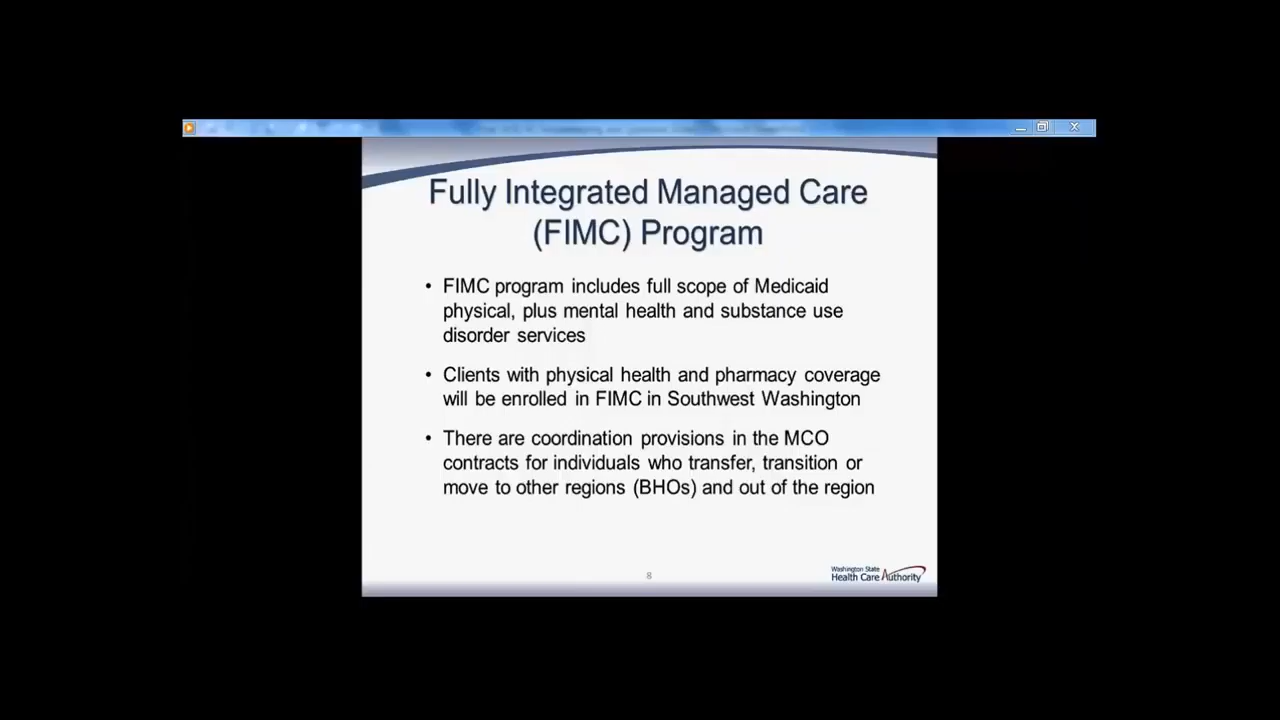 Fully Integrated Managed Care
(FIMC) Program
• FIMC program includes full scope of Medicaid
physical, plus mental health and substance use
disorder services
• Clients with physical health and pharmacy coverage
will be enrolled in FIMC in Southwest Washington
• There are coordination provisions in the MCO
contracts for individuals who transfer, transition or
move to other regions (BHOs) and out of the region
8
Washington State
Health Care Authority